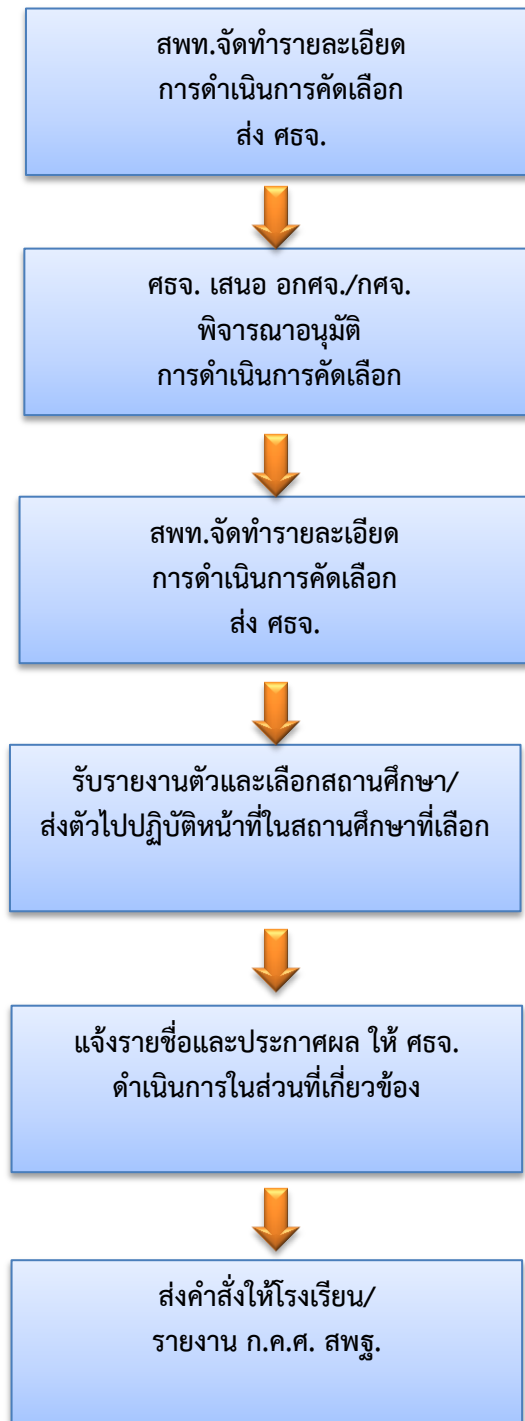 สพท.จัดทำรายละเอียด
การดำเนินการคัดเลือก
ส่ง ศธจ.
ศธจ. เสนอ อกศจ./กศจ.
พิจารณาอนุมัติ
การดำเนินการคัดเลือก
สพท.จัดทำรายละเอียด
การดำเนินการคัดเลือก
ส่ง ศธจ.
รับรายงานตัวและเลือกสถานศึกษา/
ส่งตัวไปปฏิบัติหน้าที่ในสถานศึกษาที่เลือก
แจ้งรายชื่อและประกาศผล ให้ ศธจ.
ดำเนินการในส่วนที่เกี่ยวข้อง
ส่งคำสั่งให้โรงเรียน/
รายงาน ก.ค.ศ. สพฐ.